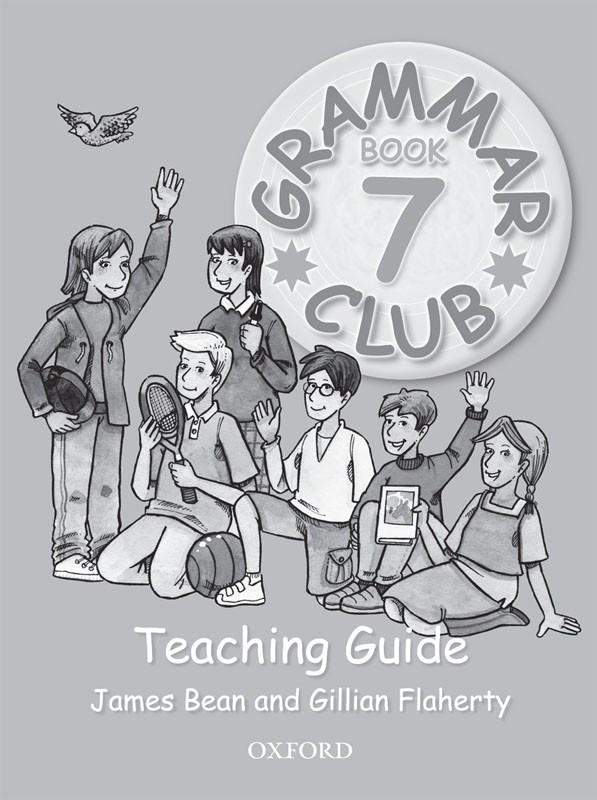 GRAMMAR
BOOK
7
CLUB
Teaching Guide
James Bean and Gillian Flaherty
OXFORD